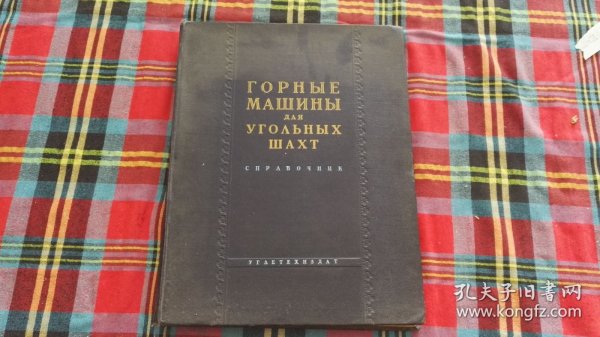 ГОРНЫЕ
МАШИНЫ
ДЛЯ
УГОЛЬНЫХ
ШАХТ
СПРАВОЧНИК
УГЛЕТЕХИЗДАТ
孔夫子旧书网
www.kongfz.com